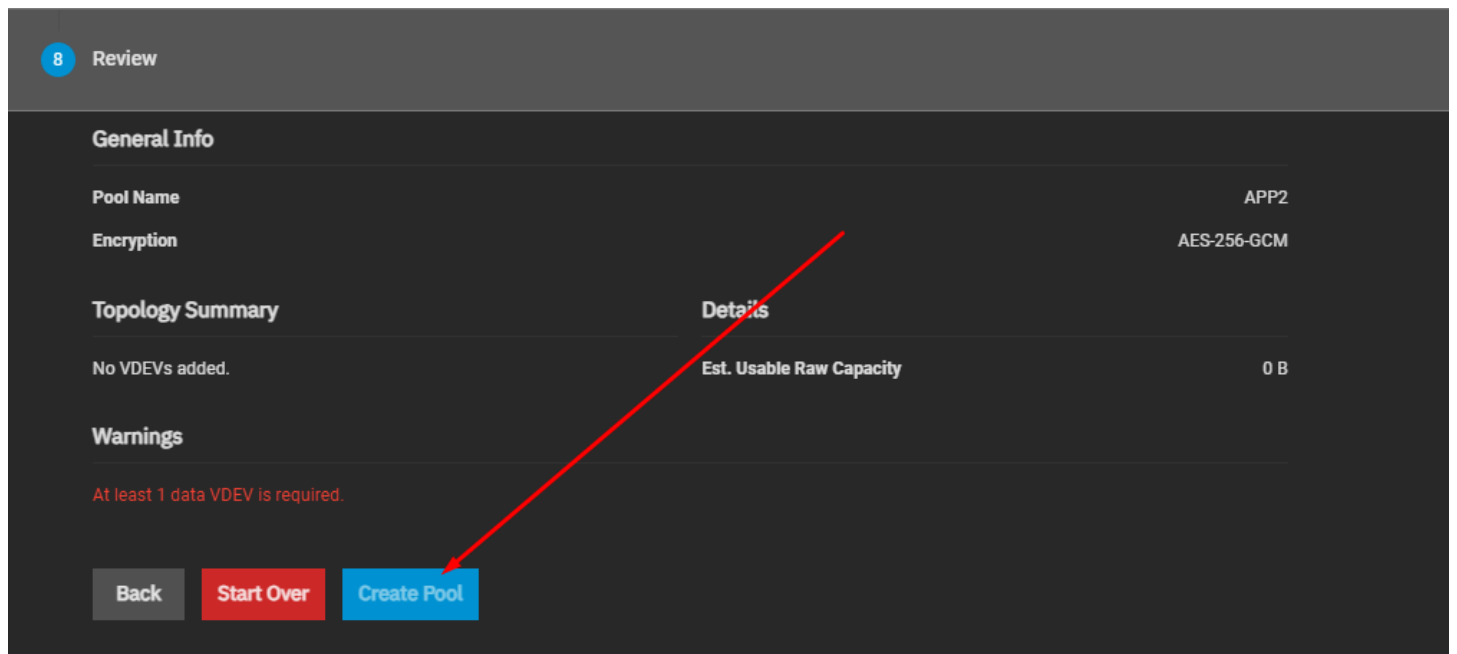 8 Review
General Info
Pool Name APP2
Encryption AES-256-GCM
Topology Summary
No VDEVs added.
Details
Est. Usable Raw Capacity 0 B
Warnings
At least 1 data VDEV is required.
Back Start Over Create Pool